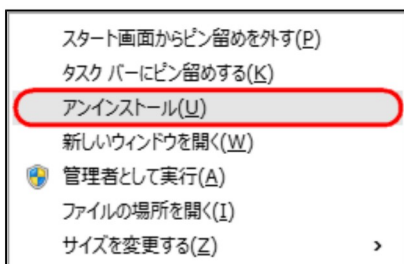 スタート画面からピン留めを外す(P)
タスク バーにピン留めする(K)
アンインストール(U)
新しいウィンドウを開く(W)
管理者として実行(A)
ファイルの場所を開く(I)
サイズを変更する(Z)